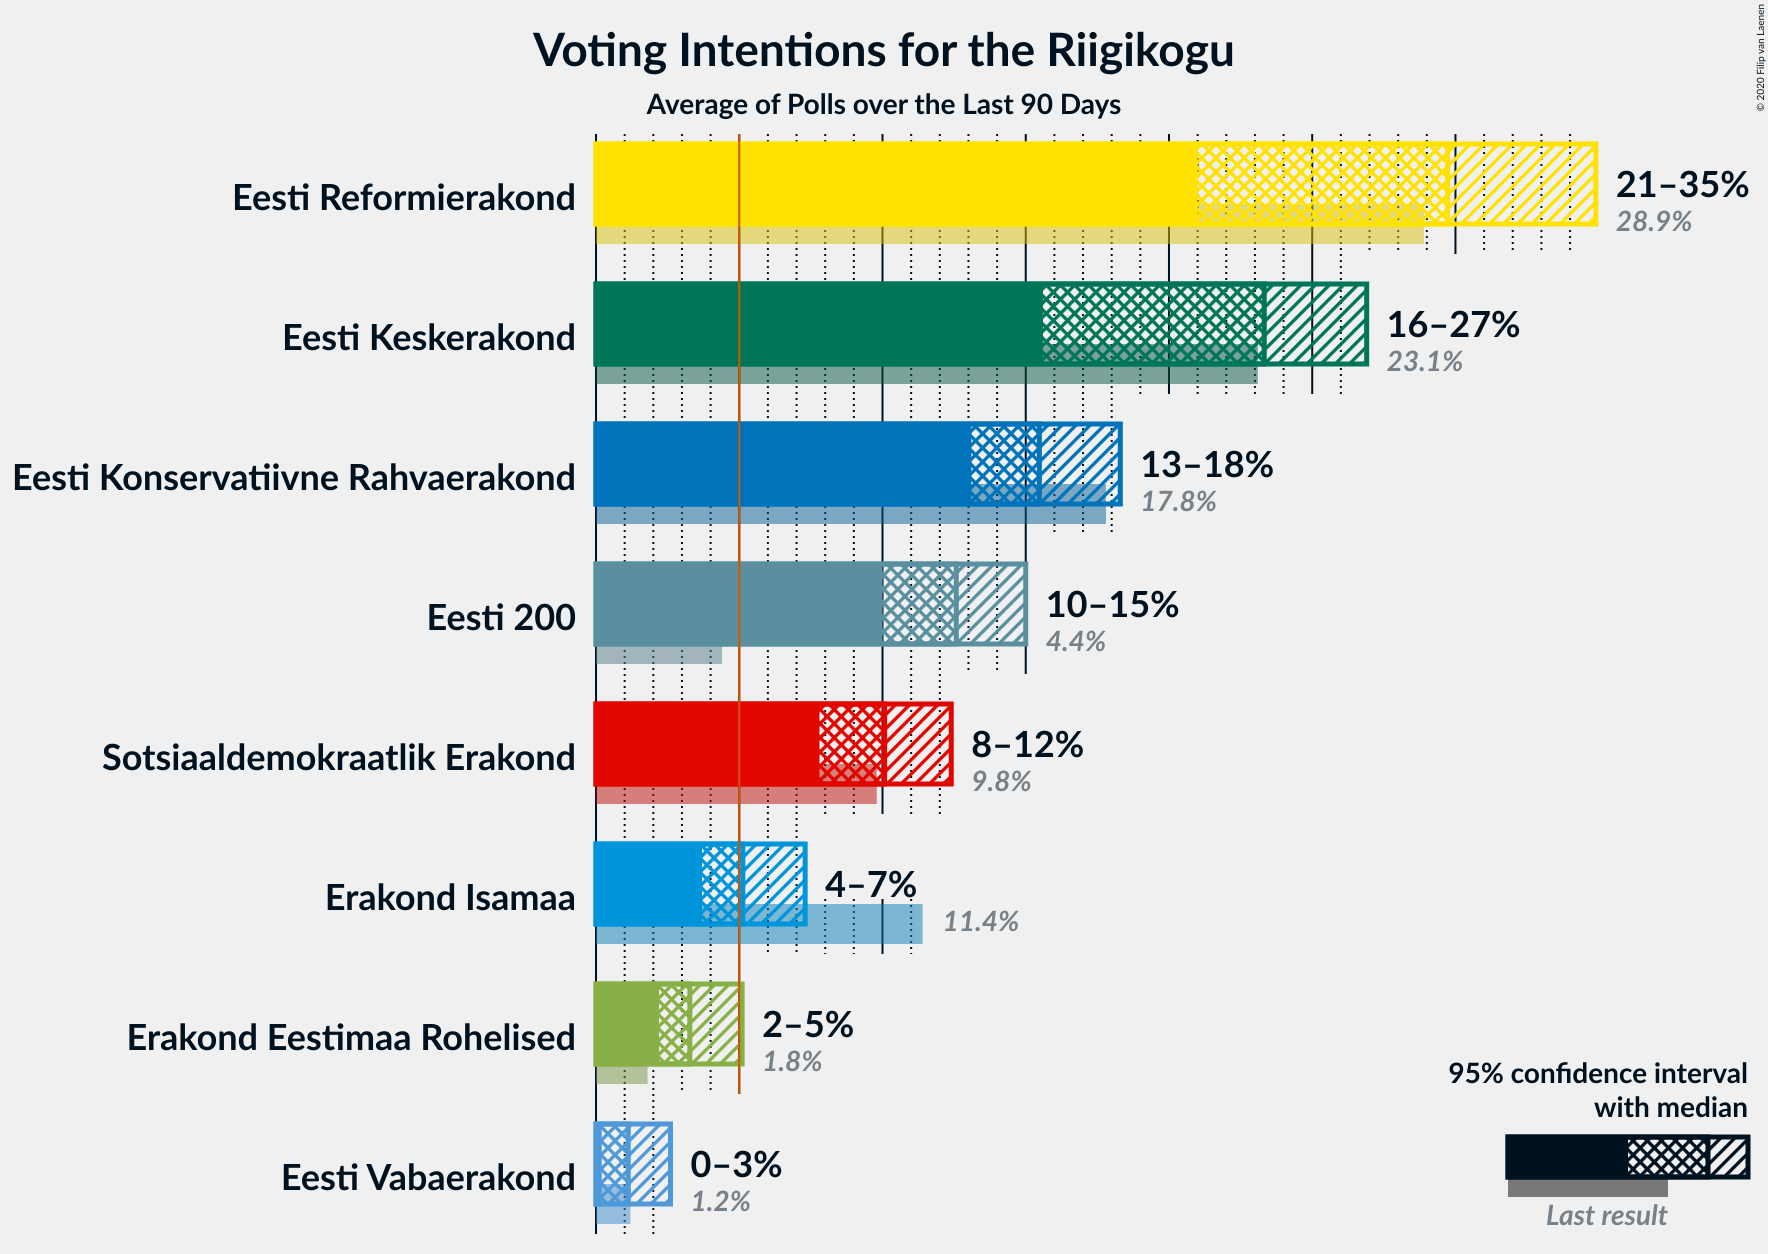 Voting Intentions for the Riigikogu
Average of Polls over the Last 90 Days
© 2020 Filip van Laenen
Eesti Reformierakond
21–35%
28.9%
Eesti Keskerakond
16–27%
23.1%
Eesti Konservatiivne Rahvaerakond
13–18%
17.8%
Eesti 200
10–15%
4.4%
Sotsiaaldemokraatlik Erakond
8–12%
9.8%
Erakond Isamaa
4–7%
11.4%
Erakond Eestimaa Rohelised
2–5%
1.8%
Eesti Vabaerakond
0–3%
1.2%
95% confidence interval
with median
Last result